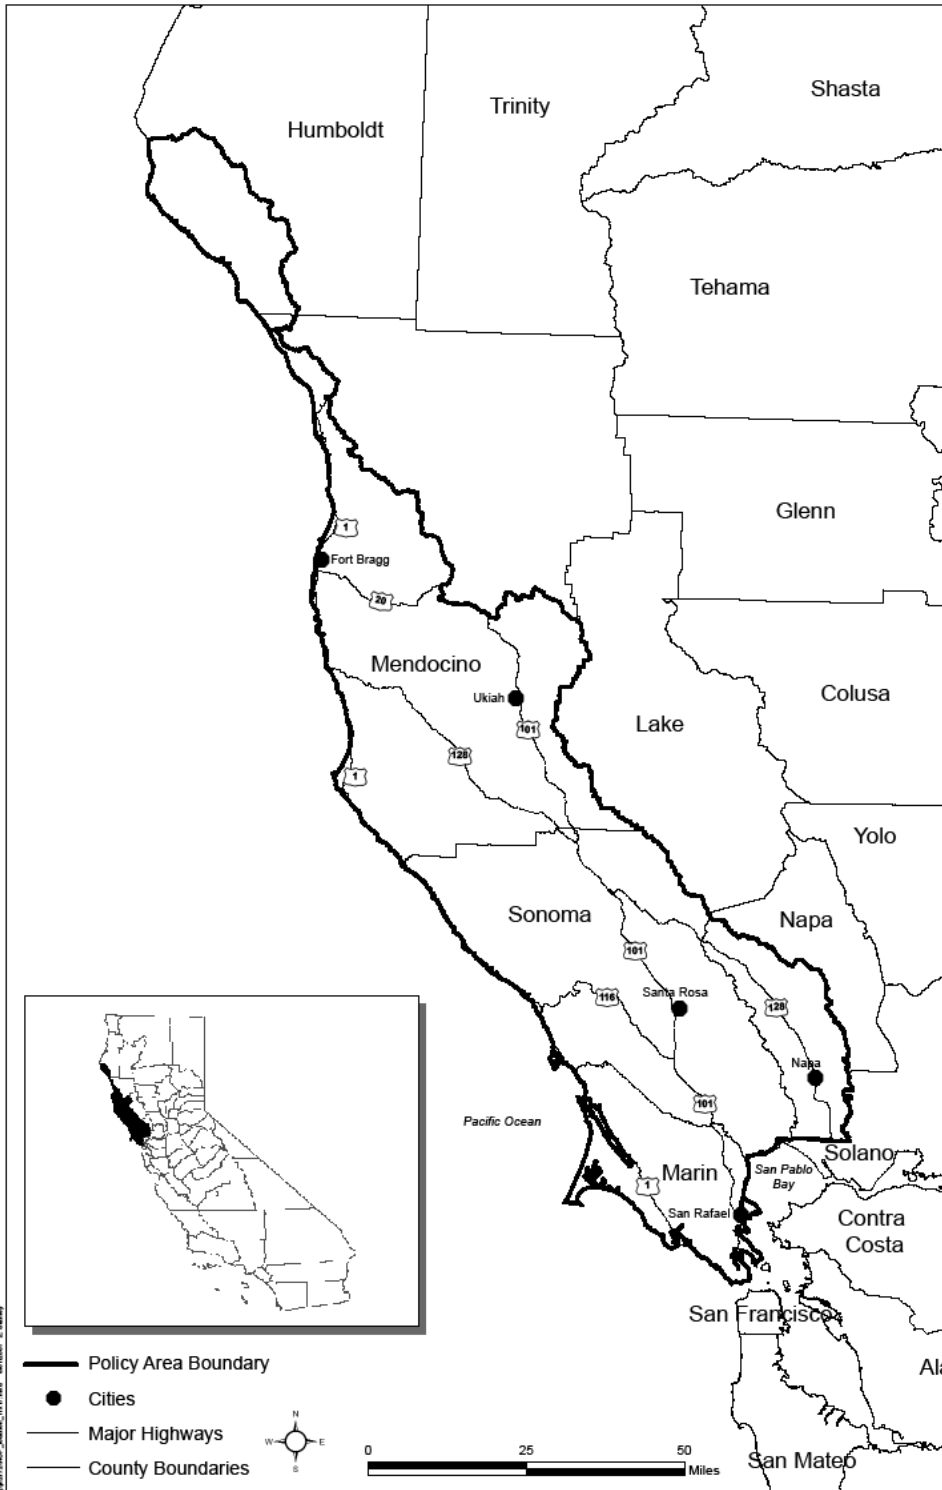 Shasta
Trinity
Humboldt
Tehama
Glenn
1
Fort Bragg
20
Mendocino
Colusa
Ukiah
Lake
101
128
1
Yolo
Sonoma
Napa
101
Santa Rosa
116
128
Napa
101
Pacific Ocean
Solano
Marin
San Pablo
Bay
1
San Rafael
Contra
Costa
San Francisco
Ala
Policy Area Boundary
Cities
Major Highways
County Boundaries
N
W
E
S
0
25
50
Miles
San Mateo